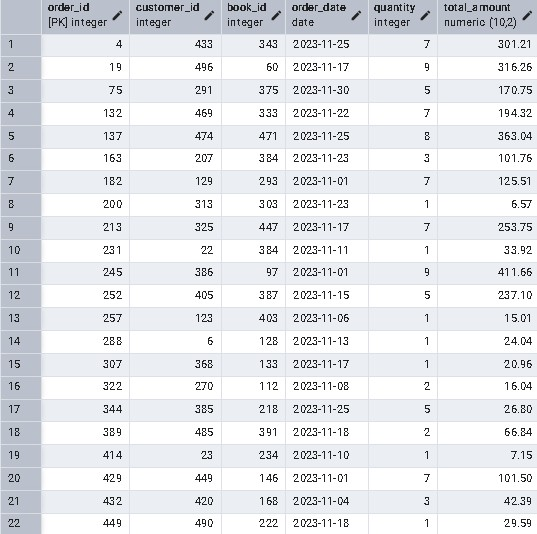 order_id customer_id book_id order_date quantity total_amount
[PK] integer integer integer date integer numeric (10,2)
1 4 433 343 2023-11-25 7 301.21
2 19 496 60 2023-11-17 9 316.26
3 75 291 375 2023-11-30 5 170.75
4 132 469 333 2023-11-22 7 194.32
5 137 474 471 2023-11-25 8 363.04
6 163 207 384 2023-11-23 3 101.76
7 182 129 293 2023-11-01 7 125.51
8 200 313 303 2023-11-23 1 6.57
9 213 325 447 2023-11-17 7 253.75
10 231 22 384 2023-11-11 1 33.92
11 245 386 97 2023-11-01 9 411.66
12 252 405 387 2023-11-15 5 237.10
13 257 123 403 2023-11-06 1 15.01
14 288 6 128 2023-11-13 1 24.04
15 307 368 133 2023-11-17 1 20.96
16 322 270 112 2023-11-08 2 16.04
17 344 385 218 2023-11-25 5 26.80
18 389 485 391 2023-11-18 2 66.84
19 414 23 234 2023-11-10 1 7.15
20 429 449 146 2023-11-01 7 101.50
21 432 420 168 2023-11-04 3 42.39
22 449 490 222 2023-11-18 1 29.59